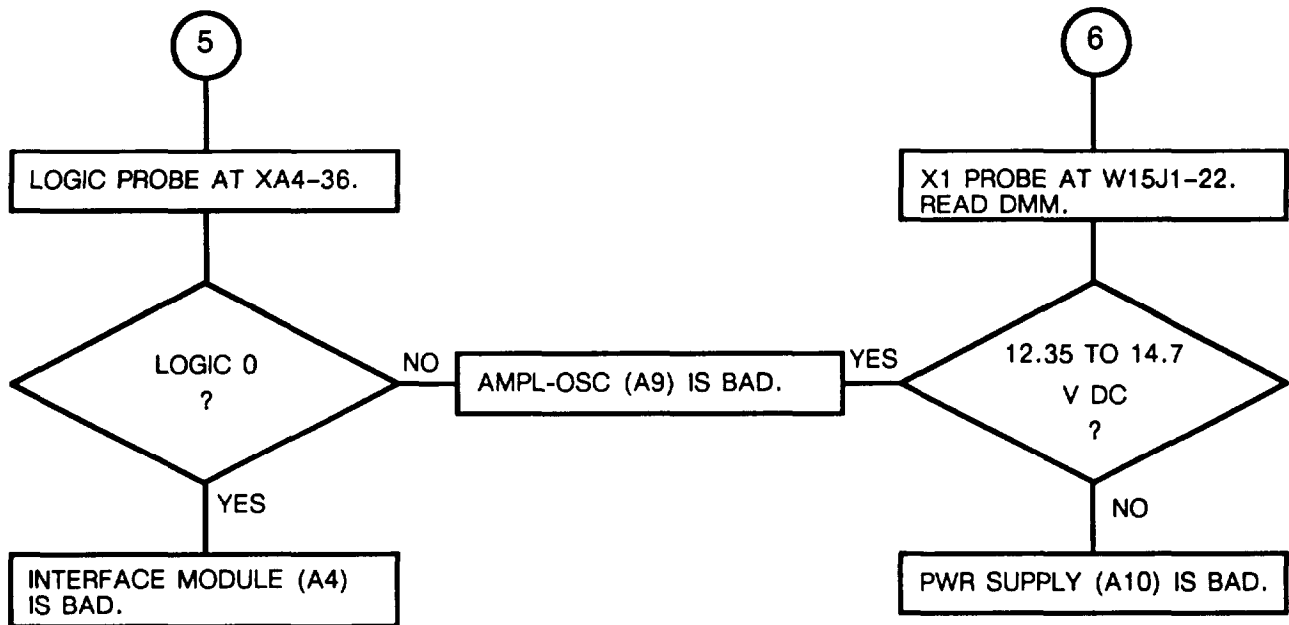 5
LOGIC PROBE AT XA4-36.
LOGIC 0
?
NO
YES
INTERFACE MODULE (A4)
IS BAD.
AMPL-OSC (A9) IS BAD.
6
X1 PROBE AT W15J1-22.
READ DMM.
12.35 TO 14.7
V DC
?
YES
NO
PWR SUPPLY (A10) IS BAD.